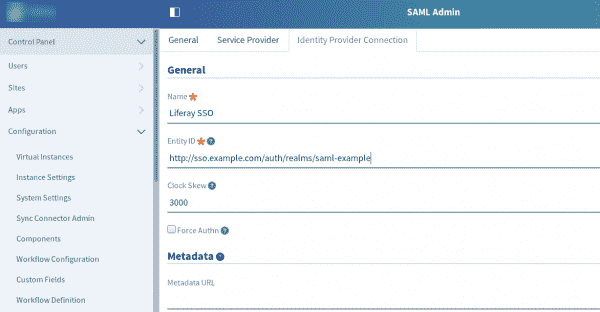 SAML Admin
Control Panel
Users
Sites
Apps
Configuration
Virtual Instances
Instance Settings
System Settings
Sync Connector Admin
Components
Workflow Configuration
Custom Fields
Workflow Definition
General Service Provider Identity Provider Connection
General
Name
Liferay SSO
Entity ID
http://sso.example.com/auth/realms/saml-example
Clock Skew
3000
Force Authn
Metadata
Metadata URL